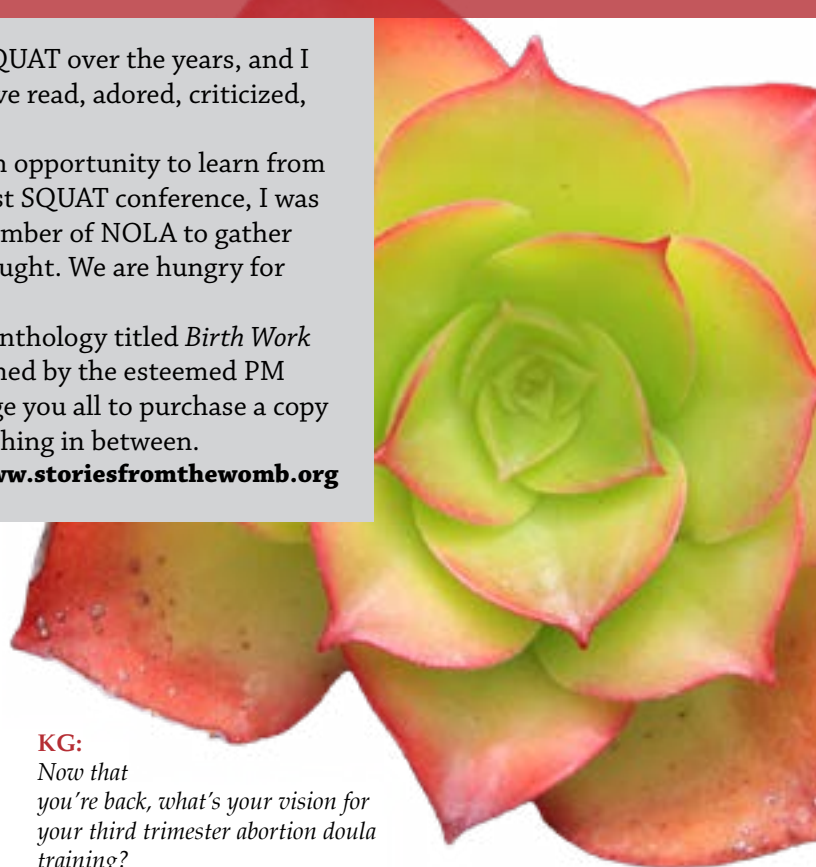 QUAT over the years, and I
ve read, adored, criticized,
n opportunity to learn from
st SQUAT conference, I was
mber of NOLA to gather
ught. We are hungry for
nthology titled Birth Work
ned by the esteemed PM
ge you all to purchase a copy
hing in between.
w.storiesfromthewomb.org
KG:
Now that
you're back, what's your vision for
your third trimester abortion doula
training?